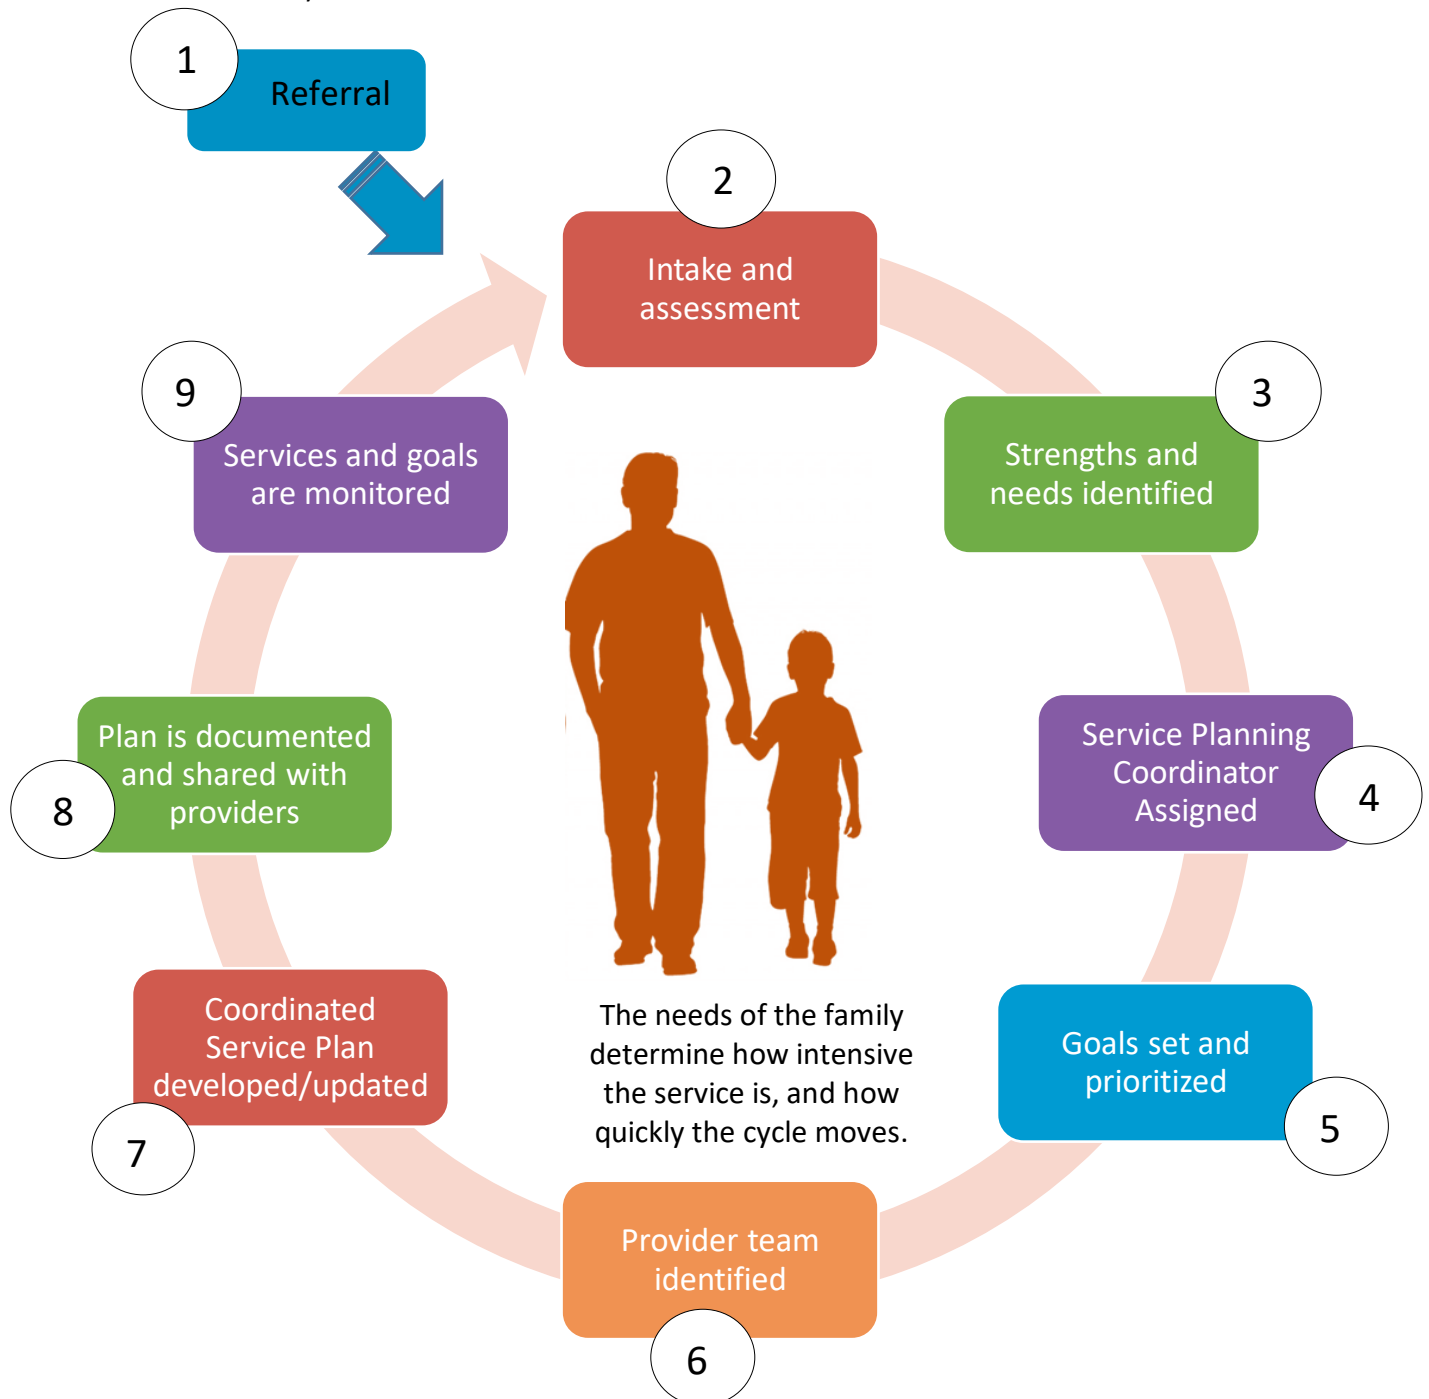 1
Referral
2
Intake and
assessment
3
Strengths and
needs identified
4
Service Planning
Coordinator
Assigned
5
Goals set and
prioritized
6
Provider team
identified
7
Coordinated
Service Plan
developed/updated
8
Plan is documented
and shared with
providers
9
Services and goals
are monitored
The needs of the family
determine how intensive
the service is, and how
quickly the cycle moves.